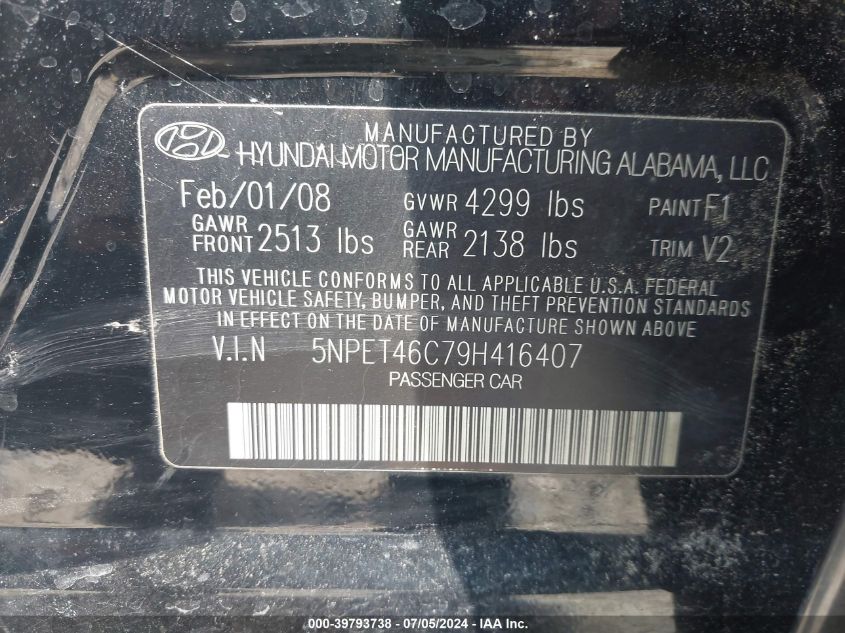 MANUFACTURED BY
HYUNDAI MOTOR MANUFACTURING ALABAMA, LLC
Feb/01/08 GVWR 4299 lbs PAINT F1
GAWR FRONT 2513 lbs GAWR REAR 2138 lbs TRIM V2
THIS VEHICLE CONFORMS TO ALL APPLICABLE U.S.A. FEDERAL
MOTOR VEHICLE SAFETY, BUMPER, AND THEFT PREVENTION STANDARDS
IN EFFECT ON THE DATE OF MANUFACTURE SHOWN ABOVE
V.I.N 5NPET46C79H416407
PASSENGER CAR
000-39793738 - 07/05/2024 - IAA Inc.